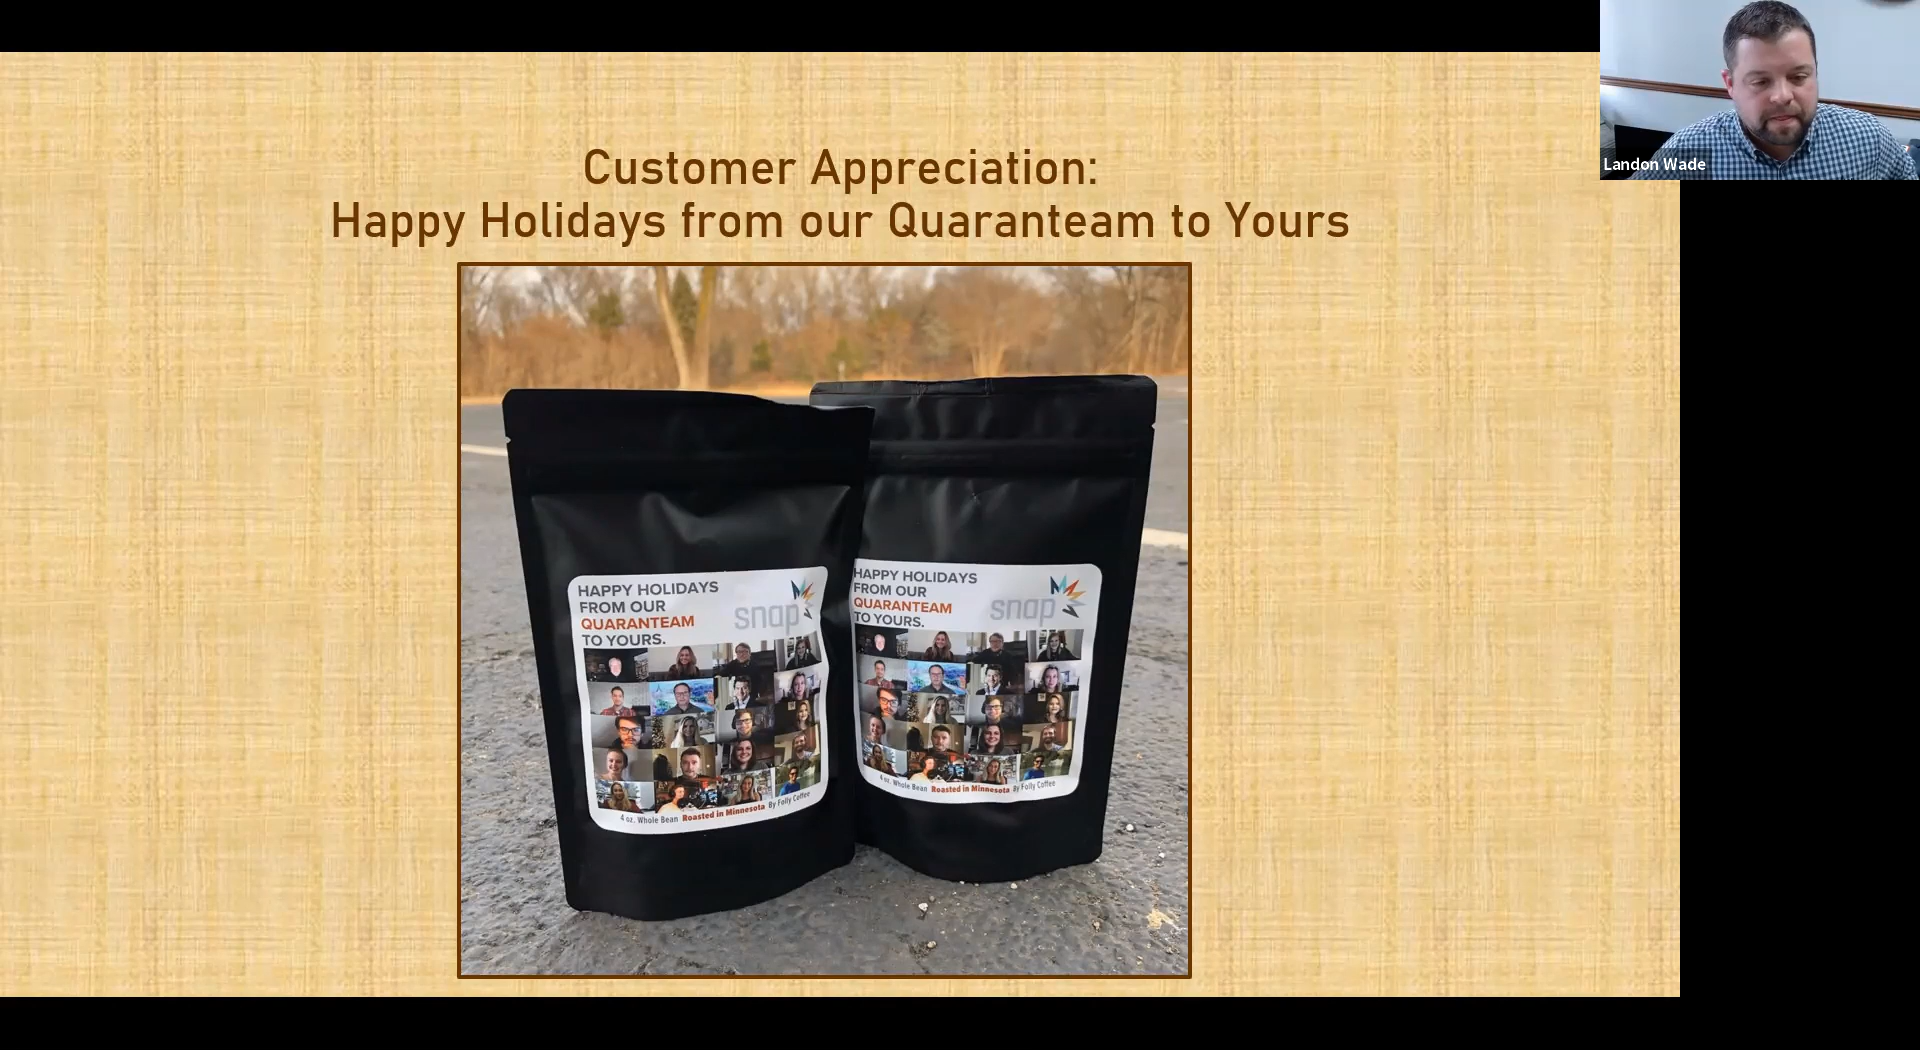 Customer Appreciation:
Happy Holidays from our Quaranteam to Yours
Landon Wade
HAPPY HOLIDAYS
FROM OUR
QUARANTEAM
TO YOURS.
snap
4 oz. Whole Bean Roasted in Minnesota By Folly Coffee
HAPPY HOLIDAYS
FROM OUR
QUARANTEAM
TO YOURS.
snap
4 oz. Whole Bean Roasted in Minnesota By Folly Coffee